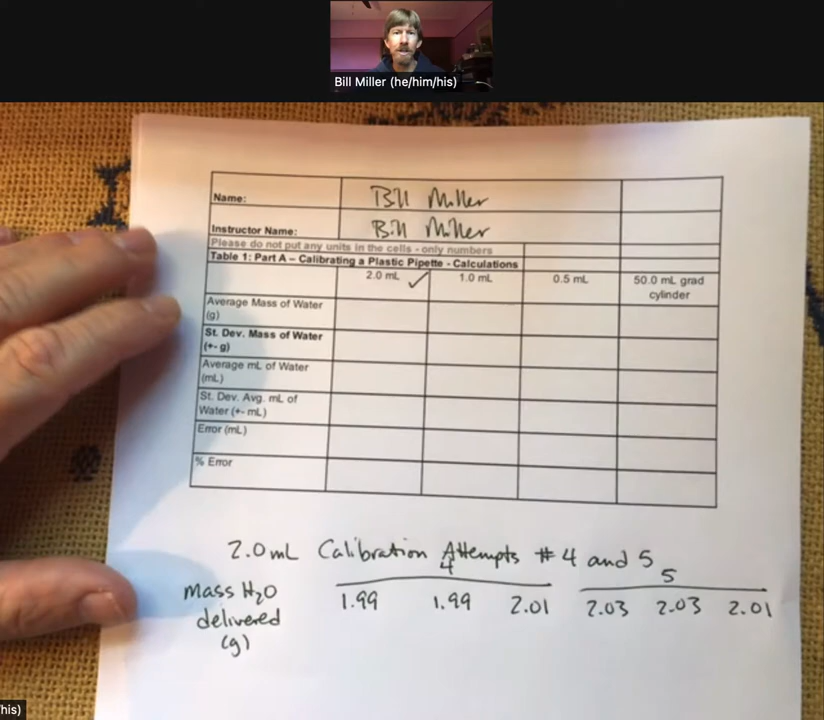 Bill Miller (he/him/his)
Name: Bill Miller
Instructor Name: Bill Miller
Please do not put any units in the cells - only numbers
Table 1: Part A – Calibrating a Plastic Pipette - Calculations
2.0 mL ✓ 1.0 mL 0.5 mL 50.0 mL grad
cylinder
Average Mass of Water
(g)
St. Dev. Mass of Water
(+- g)
Average mL of Water
(mL)
St. Dev. Avg. mL of
Water (+- mL)
Error (mL)
% Error
2.0mL Calibration Attempts # 4 and 5
4 5
Mass H2O 1.99 1.99 2.01 2.03 2.03 2.01
delivered
(g)
his)